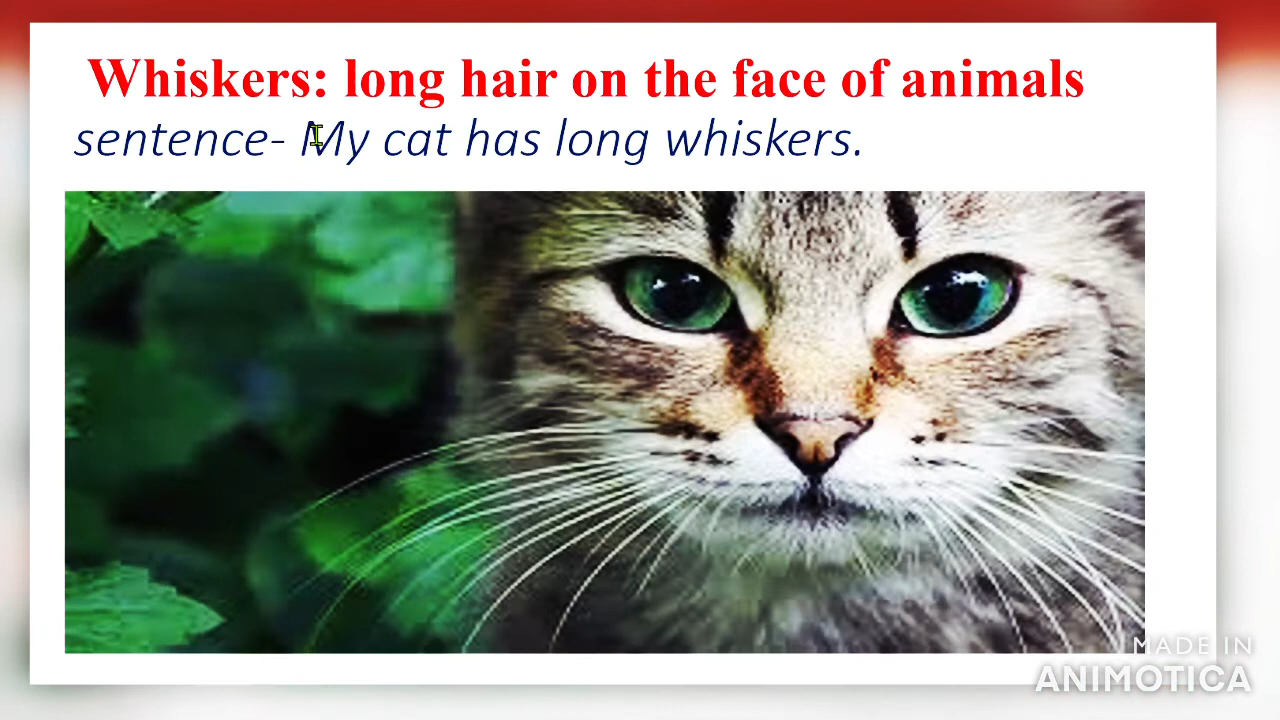 Whiskers: long hair on the face of animals
sentence- My cat has long whiskers.
MADE IN
ANIMOTICA